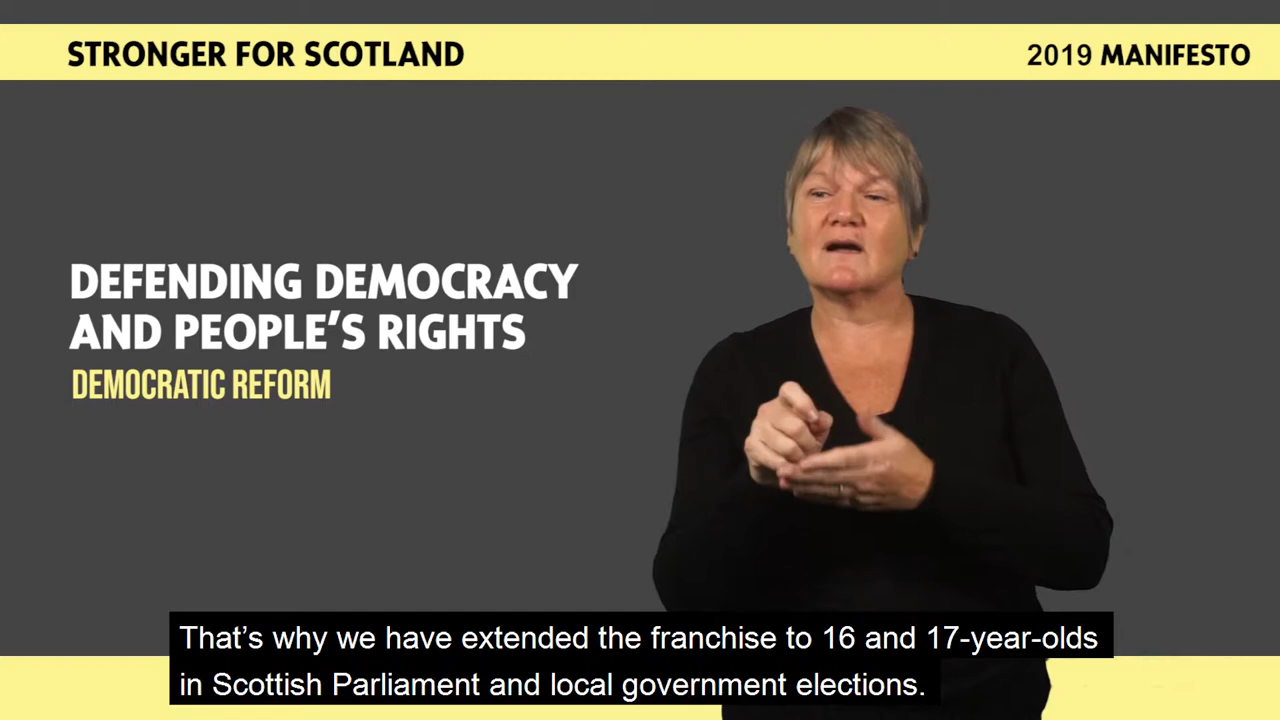 STRONGER FOR SCOTLAND
2019 MANIFESTO
DEFENDING DEMOCRACY
AND PEOPLE'S RIGHTS
DEMOCRATIC REFORM
That’s why we have extended the franchise to 16 and 17-year-olds
in Scottish Parliament and local government elections.